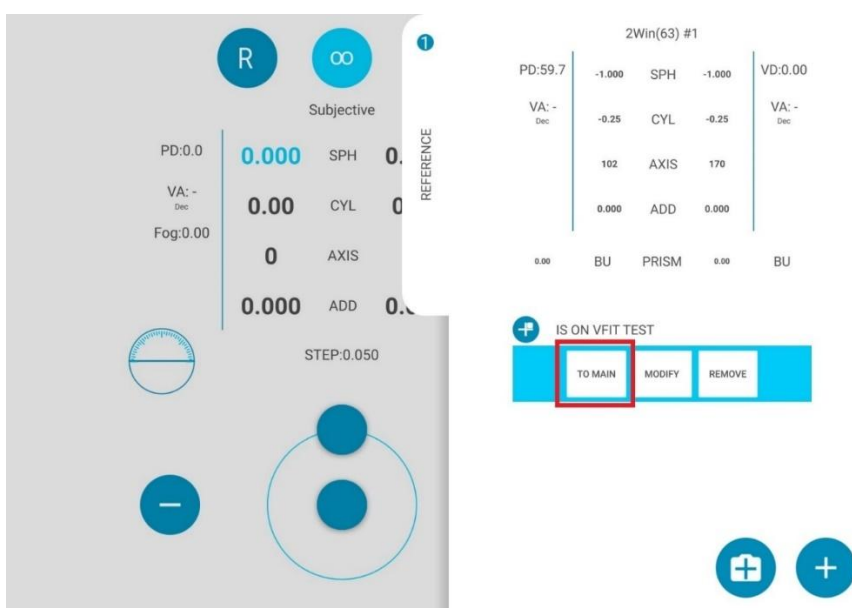 R
∞
Subjective
PD:0.0
0.000 SPH 0.
VA: -
Dec
0.00 CYL 0
Fog:0.00
0 AXIS
0.000 ADD 0.
STEP:0.050
1
REFERENCE
2Win(63) #1
PD:59.7 -1.000 SPH -1.000 VD:0.00
VA: - -0.25 CYL -0.25 VA: -
Dec Dec
102 AXIS 170
0.000 ADD 0.000
0.00 BU PRISM 0.00 BU
IS ON VFIT TEST
TO MAIN MODIFY REMOVE